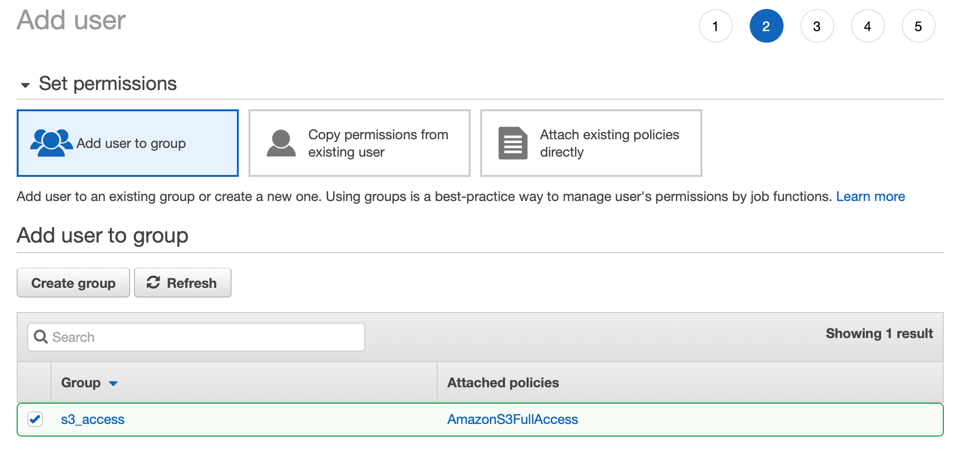 Add user
1 2 3 4 5
Set permissions
Add user to group
Copy permissions from
existing user
Attach existing policies
directly
Add user to an existing group or create a new one. Using groups is a best-practice way to manage user's permissions by job functions. Learn more
Add user to group
Create group Refresh
Search
Showing 1 result
Group Attached policies
s3_access AmazonS3FullAccess